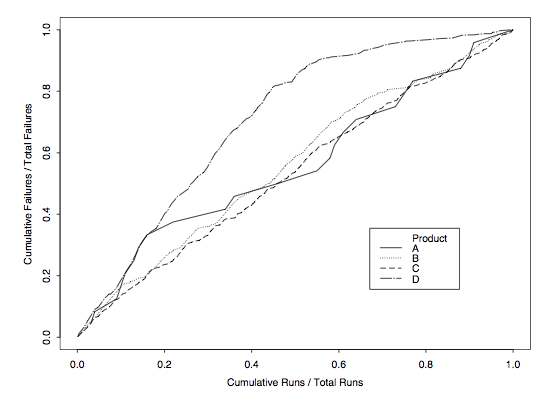 1.0
0.8
0.6
0.4
0.2
0.0
Cumulative Failures / Total Failures
Product
A
B
C
D
0.0 0.2 0.4 0.6 0.8 1.0
Cumulative Runs / Total Runs